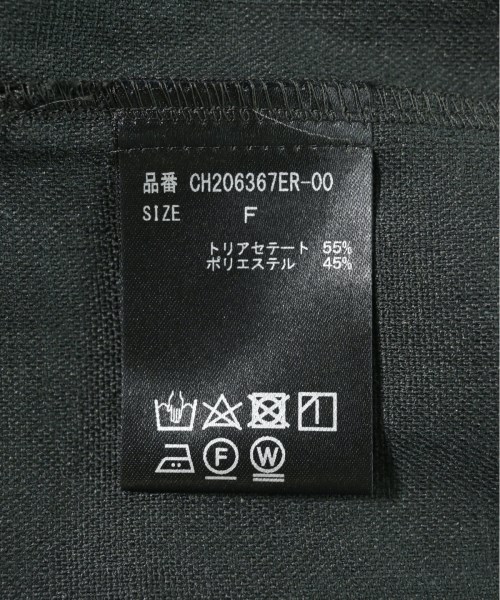 品番 CH206367ER-00
SIZE F
トリアセテート 55%
ポリエステル 45%
F W